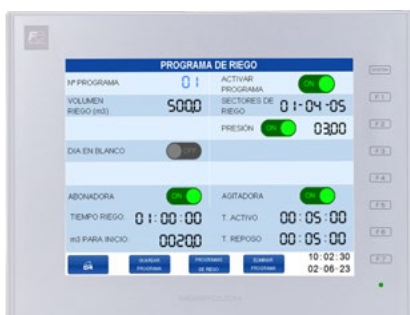 PROGRAMA DE RIEGO
Nº PROGRAMA 01 ACTIVAR PROGRAMA ON
VOLUMEN RIEGO (m3) 500,0 SECTORES DE RIEGO 01-04-05
PRESIÓN ON 03,00
DIA EN BLANCO OFF
ABONADORA ON AGITADORA ON
TIEMPO RIEGO: 01:00:00 T. ACTIVO 00:05:00
m3 PARA INICIO: 0020,0 T. REPOSO 00:05:00
GUARDAR PROGRAMA PROGRAMAS DE RIEGO ELIMINAR PROGRAMA 10:02:30
02-06-23
SYSTEM
F1
F2
F3
F4
F5
F6
F7
MONITOUCH